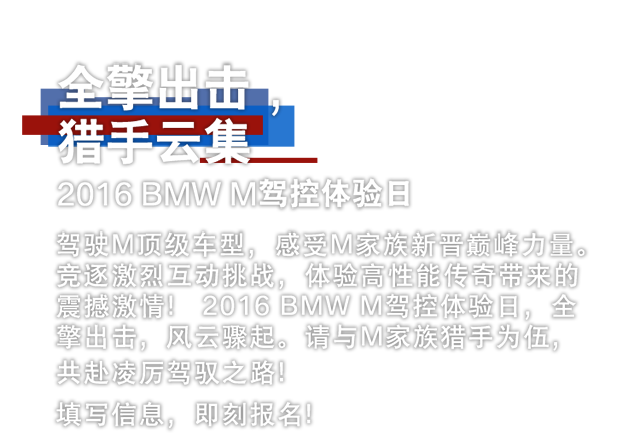 全擎出击，
猎手云集
2016 BMW M驾控体验日
驾驶M顶级车型，感受M家族新晋巅峰力量。
竞逐激烈互动挑战，体验高性能传奇带来的
震撼激情！ 2016 BMW M驾控体验日，全
擎出击，风云骤起。请与M家族猎手为伍，
共赴凌厉驾驭之路！
填写信息，即刻报名！